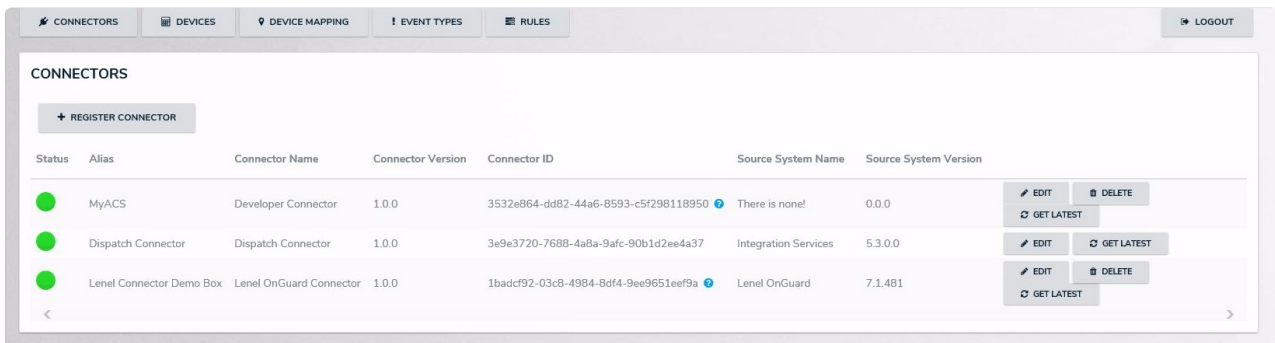 CONNECTORS DEVICES DEVICE MAPPING ! EVENT TYPES RULES LOGOUT
CONNECTORS
+ REGISTER CONNECTOR
Status Alias Connector Name Connector Version Connector ID Source System Name Source System Version
MyACS Developer Connector 1.0.0 3532e864-dd82-44a6-8593-c5f298118950 ? There is none! 0.0.0 EDIT DELETE
GET LATEST
Dispatch Connector Dispatch Connector 1.0.0 3e9e3720-7688-4a8a-9afc-90b1d2ee4a37 Integration Services 5.3.0.0 EDIT GET LATEST
Lenel Connector Demo Box Lenel OnGuard Connector 1.0.0 1badcf92-03c8-4984-8df4-9ee9651eef9a ? Lenel OnGuard 7.1.481 EDIT DELETE
GET LATEST